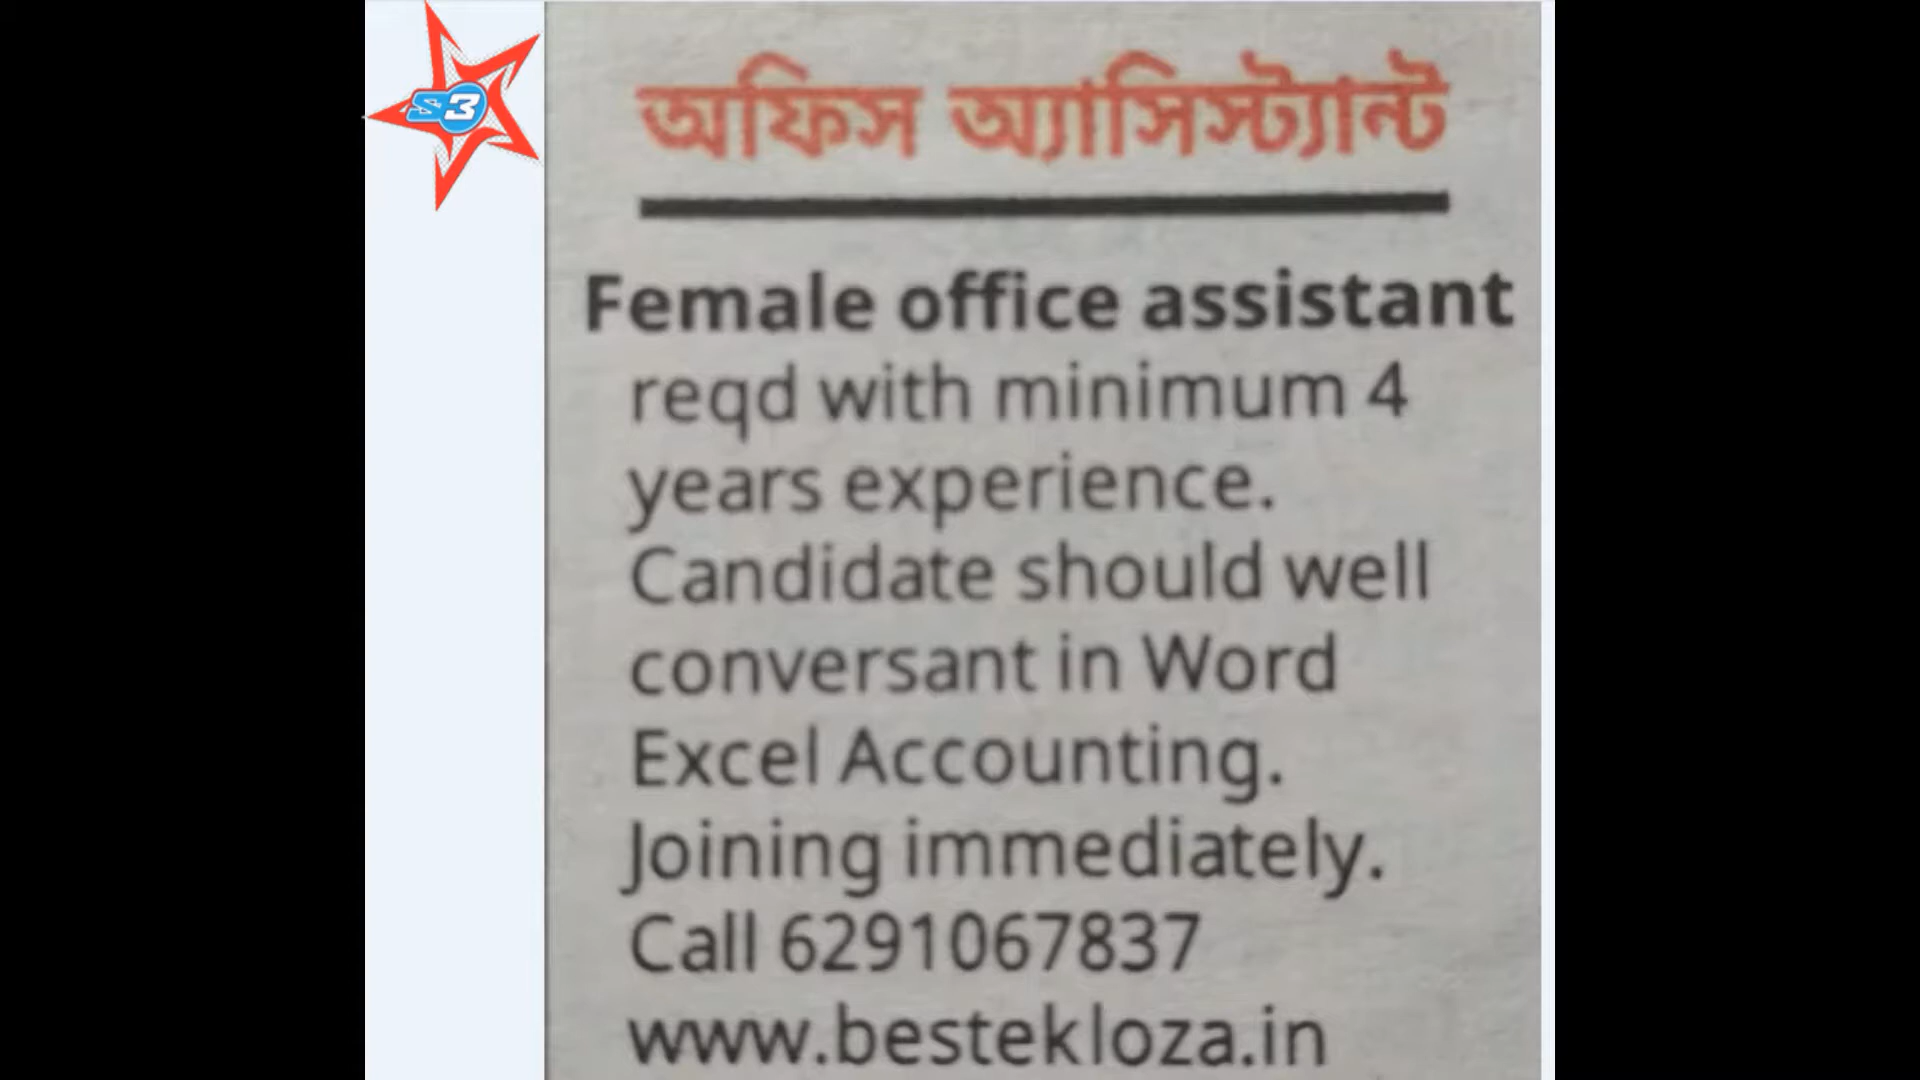 S3
অফিস অ্যাসিস্ট্যান্ট
Female office assistant
reqd with minimum 4
years experience.
Candidate should well
conversant in Word
Excel Accounting.
Joining immediately.
Call 6291067837
www.bestekloza.in